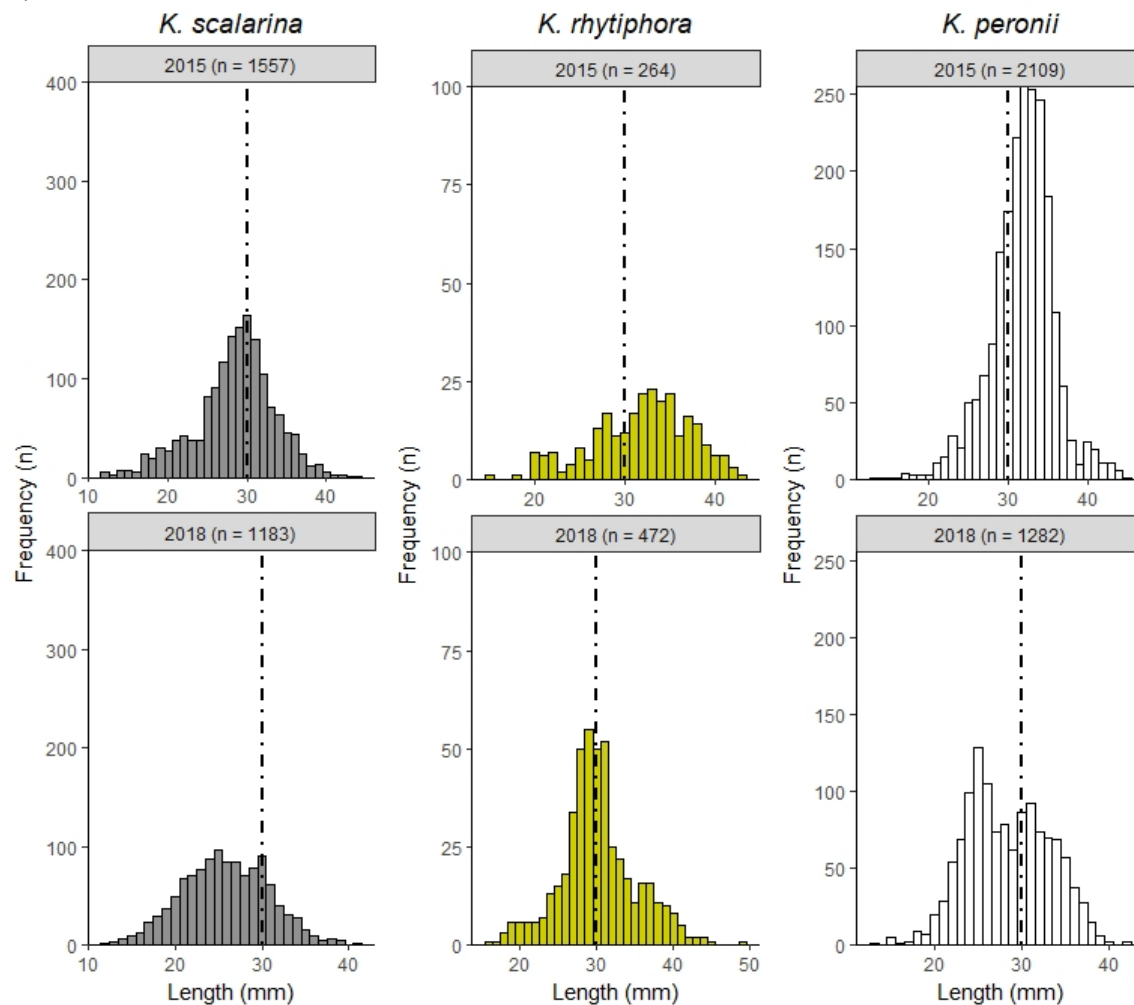 K. scalarina K. rhytiphora K. peronii
2015 (n = 1557) 2015 (n = 264) 2015 (n = 2109)
400 100 250
300 75 200
200 50 150
100 25 100
50
0 0 0
10 20 30 40 20 30 40 20 30 40
Frequency (n) Frequency (n) Frequency (n)
2018 (n = 1183) 2018 (n = 472) 2018 (n = 1282)
400 100 250
300 75 200
200 50 150
100 25 100
50
0 0 0
10 20 30 40 20 30 40 50 20 30 40
Length (mm) Length (mm) Length (mm)